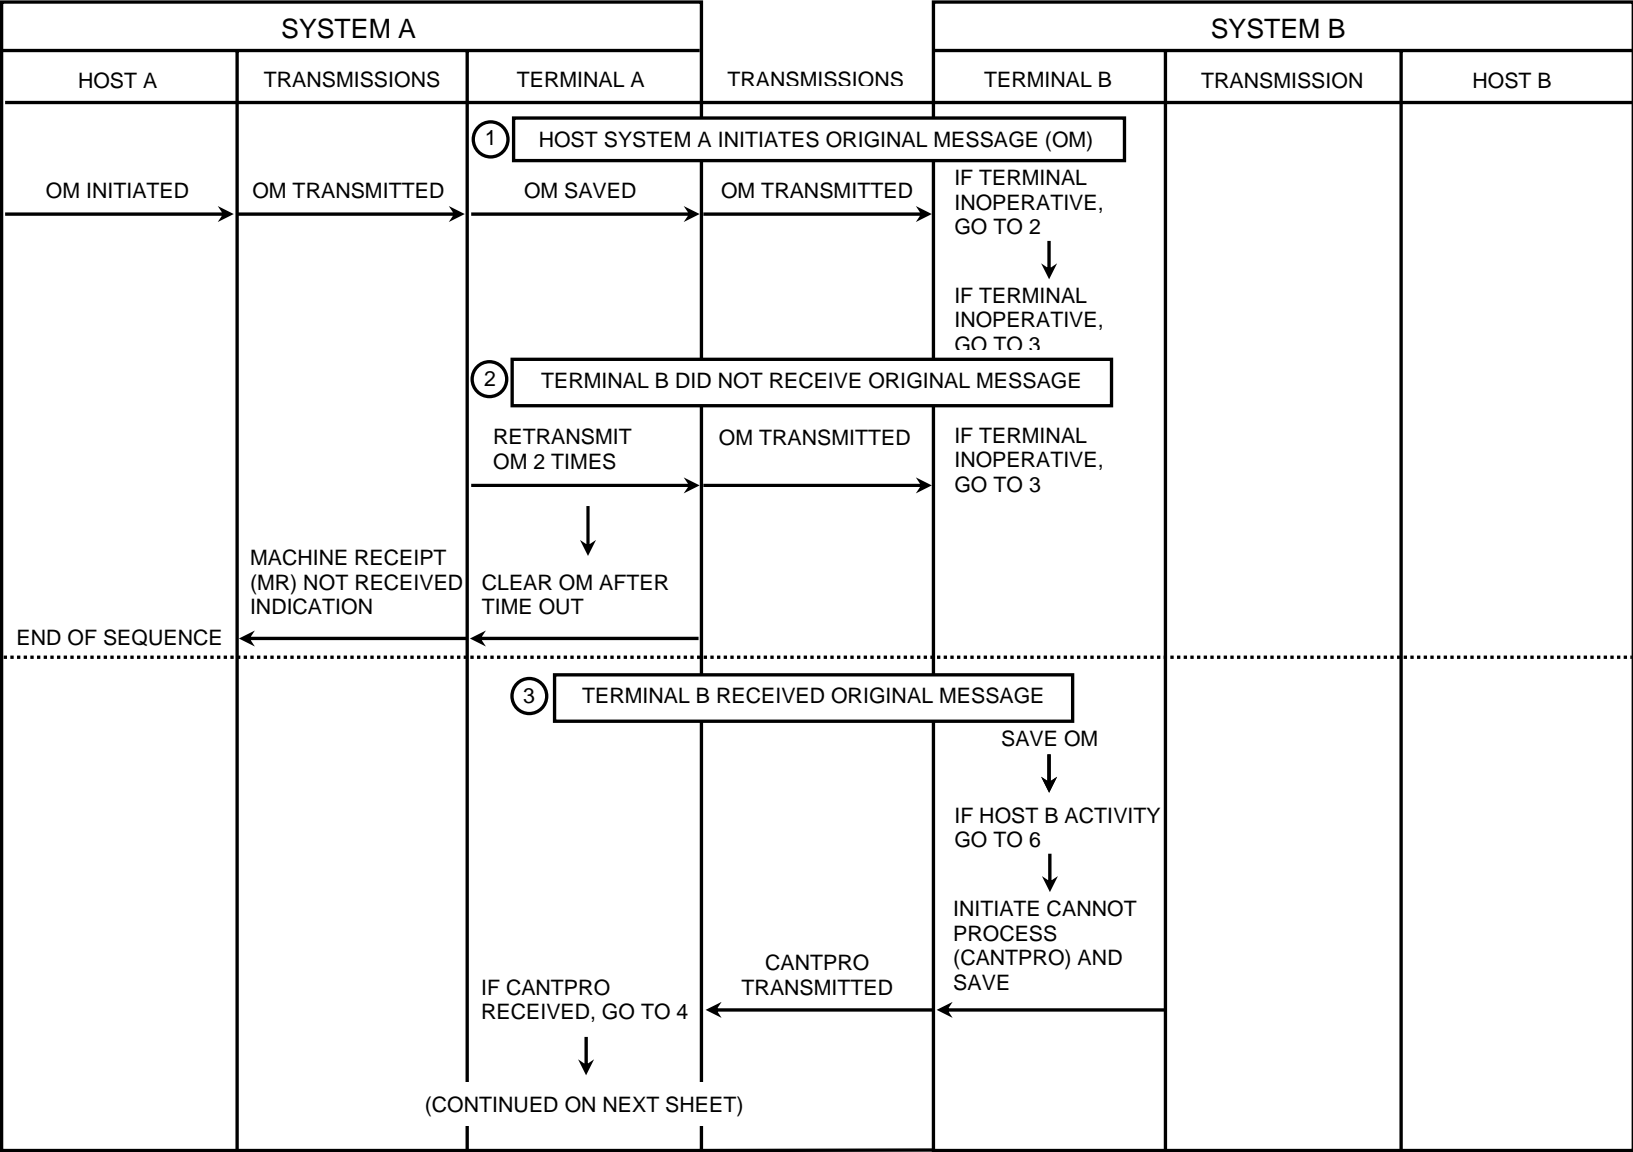 SYSTEM A
SYSTEM B
HOST A
TRANSMISSIONS
TERMINAL A
TRANSMISSIONS
TERMINAL B
TRANSMISSION
HOST B
1
HOST SYSTEM A INITIATES ORIGINAL MESSAGE (OM)
OM INITIATED
OM TRANSMITTED
OM SAVED
OM TRANSMITTED
IF TERMINAL
INOPERATIVE,
GO TO 2
IF TERMINAL
INOPERATIVE,
GO TO 3
2
TERMINAL B DID NOT RECEIVE ORIGINAL MESSAGE
RETRANSMIT
OM 2 TIMES
OM TRANSMITTED
IF TERMINAL
INOPERATIVE,
GO TO 3
MACHINE RECEIPT
(MR) NOT RECEIVED
INDICATION
CLEAR OM AFTER
TIME OUT
END OF SEQUENCE
3
TERMINAL B RECEIVED ORIGINAL MESSAGE
SAVE OM
IF HOST B ACTIVITY
GO TO 6
INITIATE CANNOT
PROCESS
(CANTPRO) AND
SAVE
CANTPRO
TRANSMITTED
IF CANTPRO
RECEIVED, GO TO 4
(CONTINUED ON NEXT SHEET)